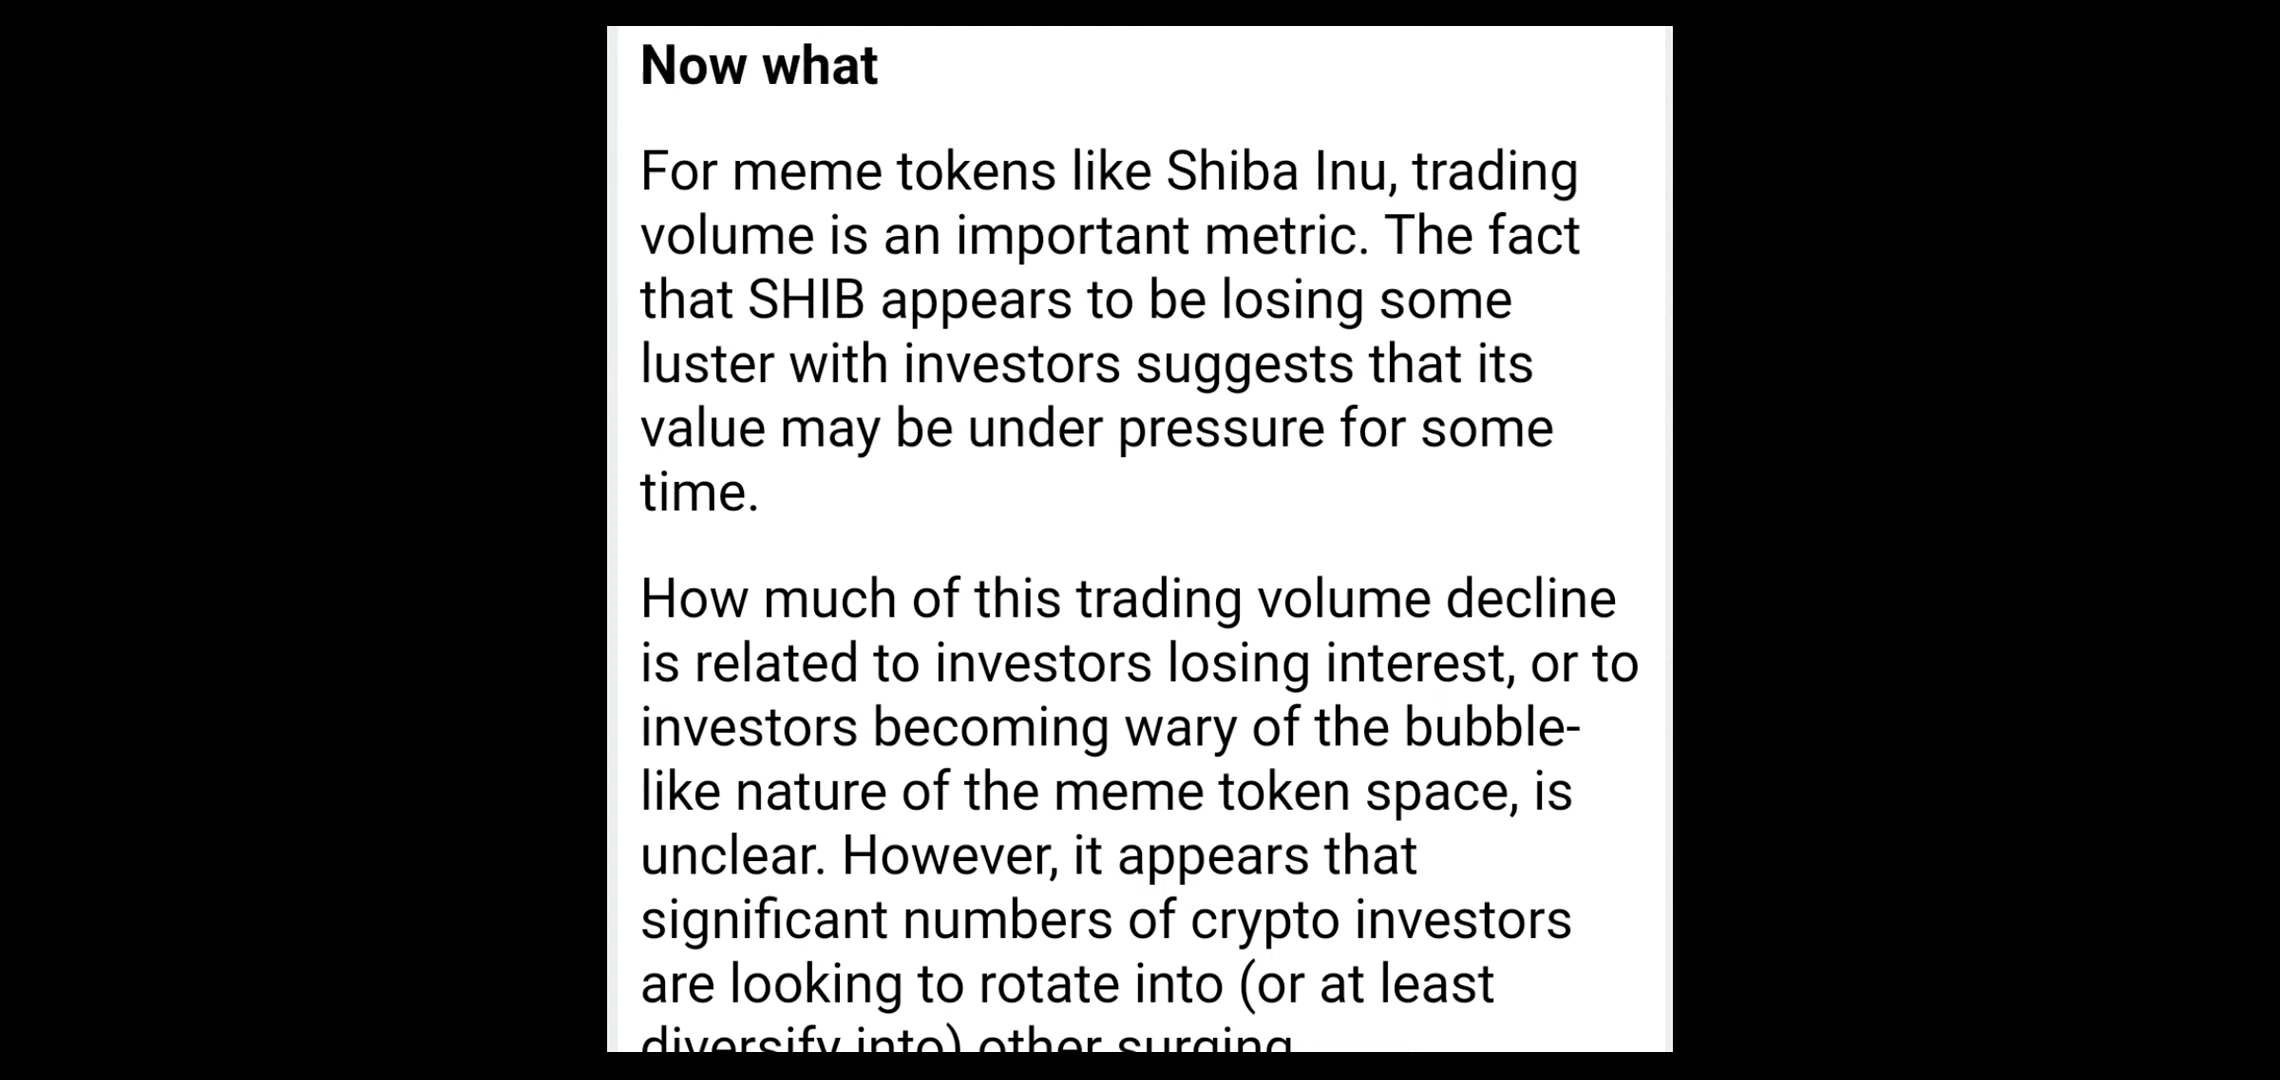 Now what
For meme tokens like Shiba Inu, trading
volume is an important metric. The fact
that SHIB appears to be losing some
luster with investors suggests that its
value may be under pressure for some
time.
How much of this trading volume decline
is related to investors losing interest, or to
investors becoming wary of the bubble-
like nature of the meme token space, is
unclear. However, it appears that
significant numbers of crypto investors
are looking to rotate into (or at least
diversify into) other surging